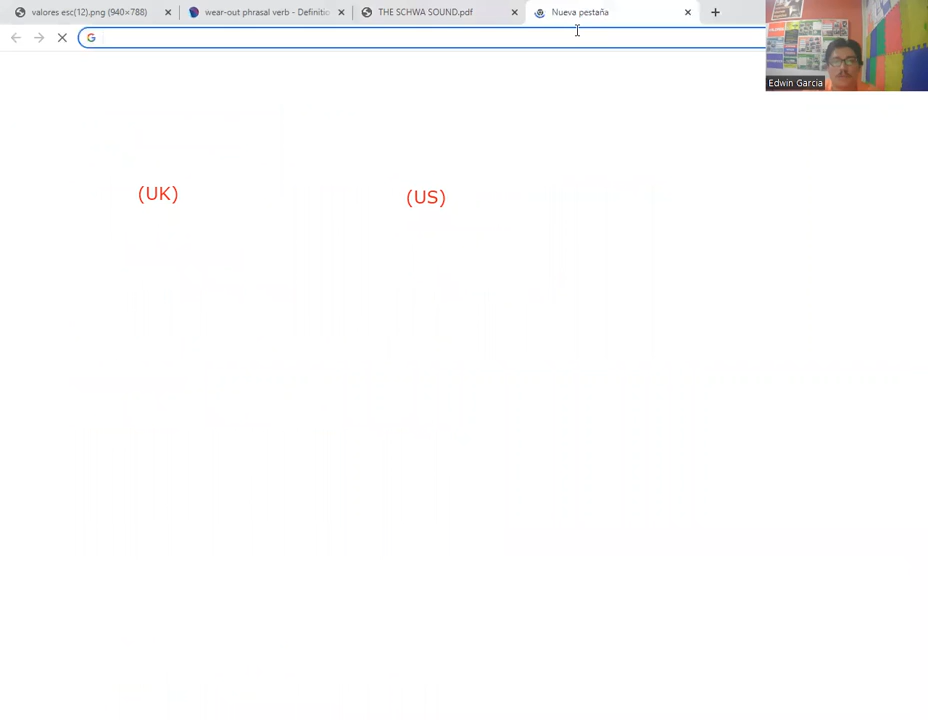 valores esc(12).png (940×788)
wear-out phrasal verb - Definitio
THE SCHWA SOUND.pdf
Nueva pestaña
Edwin Garcia
(UK)
(US)